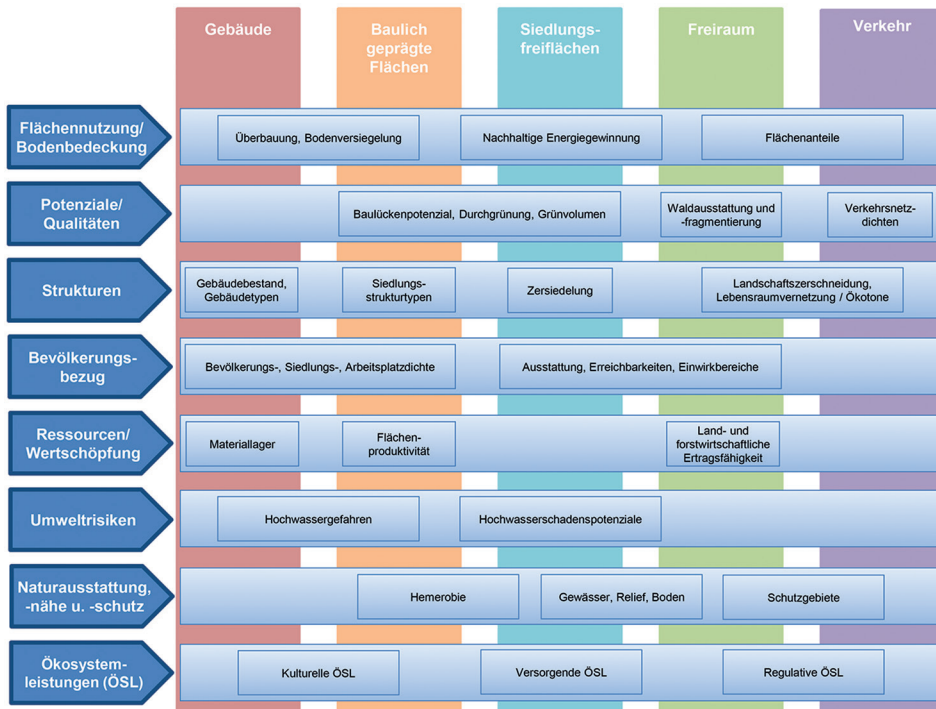 Gebäude
Baulich
geprägte
Flächen
Siedlungs-
freiflächen
Freiraum
Verkehr
Flächennutzung/
Bodenbedeckung
Überbauung, Bodenversiegelung
Nachhaltige Energiegewinnung
Flächenanteile
Potenziale/
Qualitäten
Baulückenpotenzial, Durchgrünung, Grünvolumen
Waldausstattung und
-fragmentierung
Verkehrsnetz-
dichten
Strukturen
Gebäudebestand,
Gebäudetypen
Siedlungs-
strukturtypen
Zersiedelung
Landschaftszerschneidung,
Lebensraumvernetzung / Ökotone
Bevölkerungs-
bezug
Bevölkerungs-, Siedlungs-, Arbeitsplatzdichte
Ausstattung, Erreichbarkeiten, Einwirkbereiche
Ressourcen/
Wertschöpfung
Materiallager
Flächen-
produktivität
Land- und
forstwirtschaftliche
Ertragsfähigkeit
Umweltrisiken
Hochwassergefahren
Hochwasserschadenspotenziale
Naturausstattung,
-nähe u. -schutz
Hemerobie
Gewässer, Relief, Boden
Schutzgebiete
Ökosystem-
leistungen (ÖSL)
Kulturelle ÖSL
Versorgende ÖSL
Regulative ÖSL